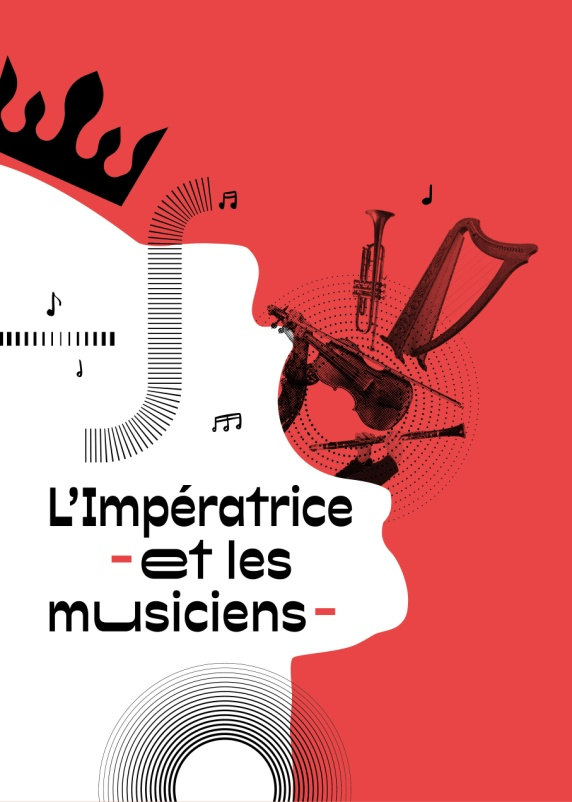 L’Impératrice
- et les
musiciens -